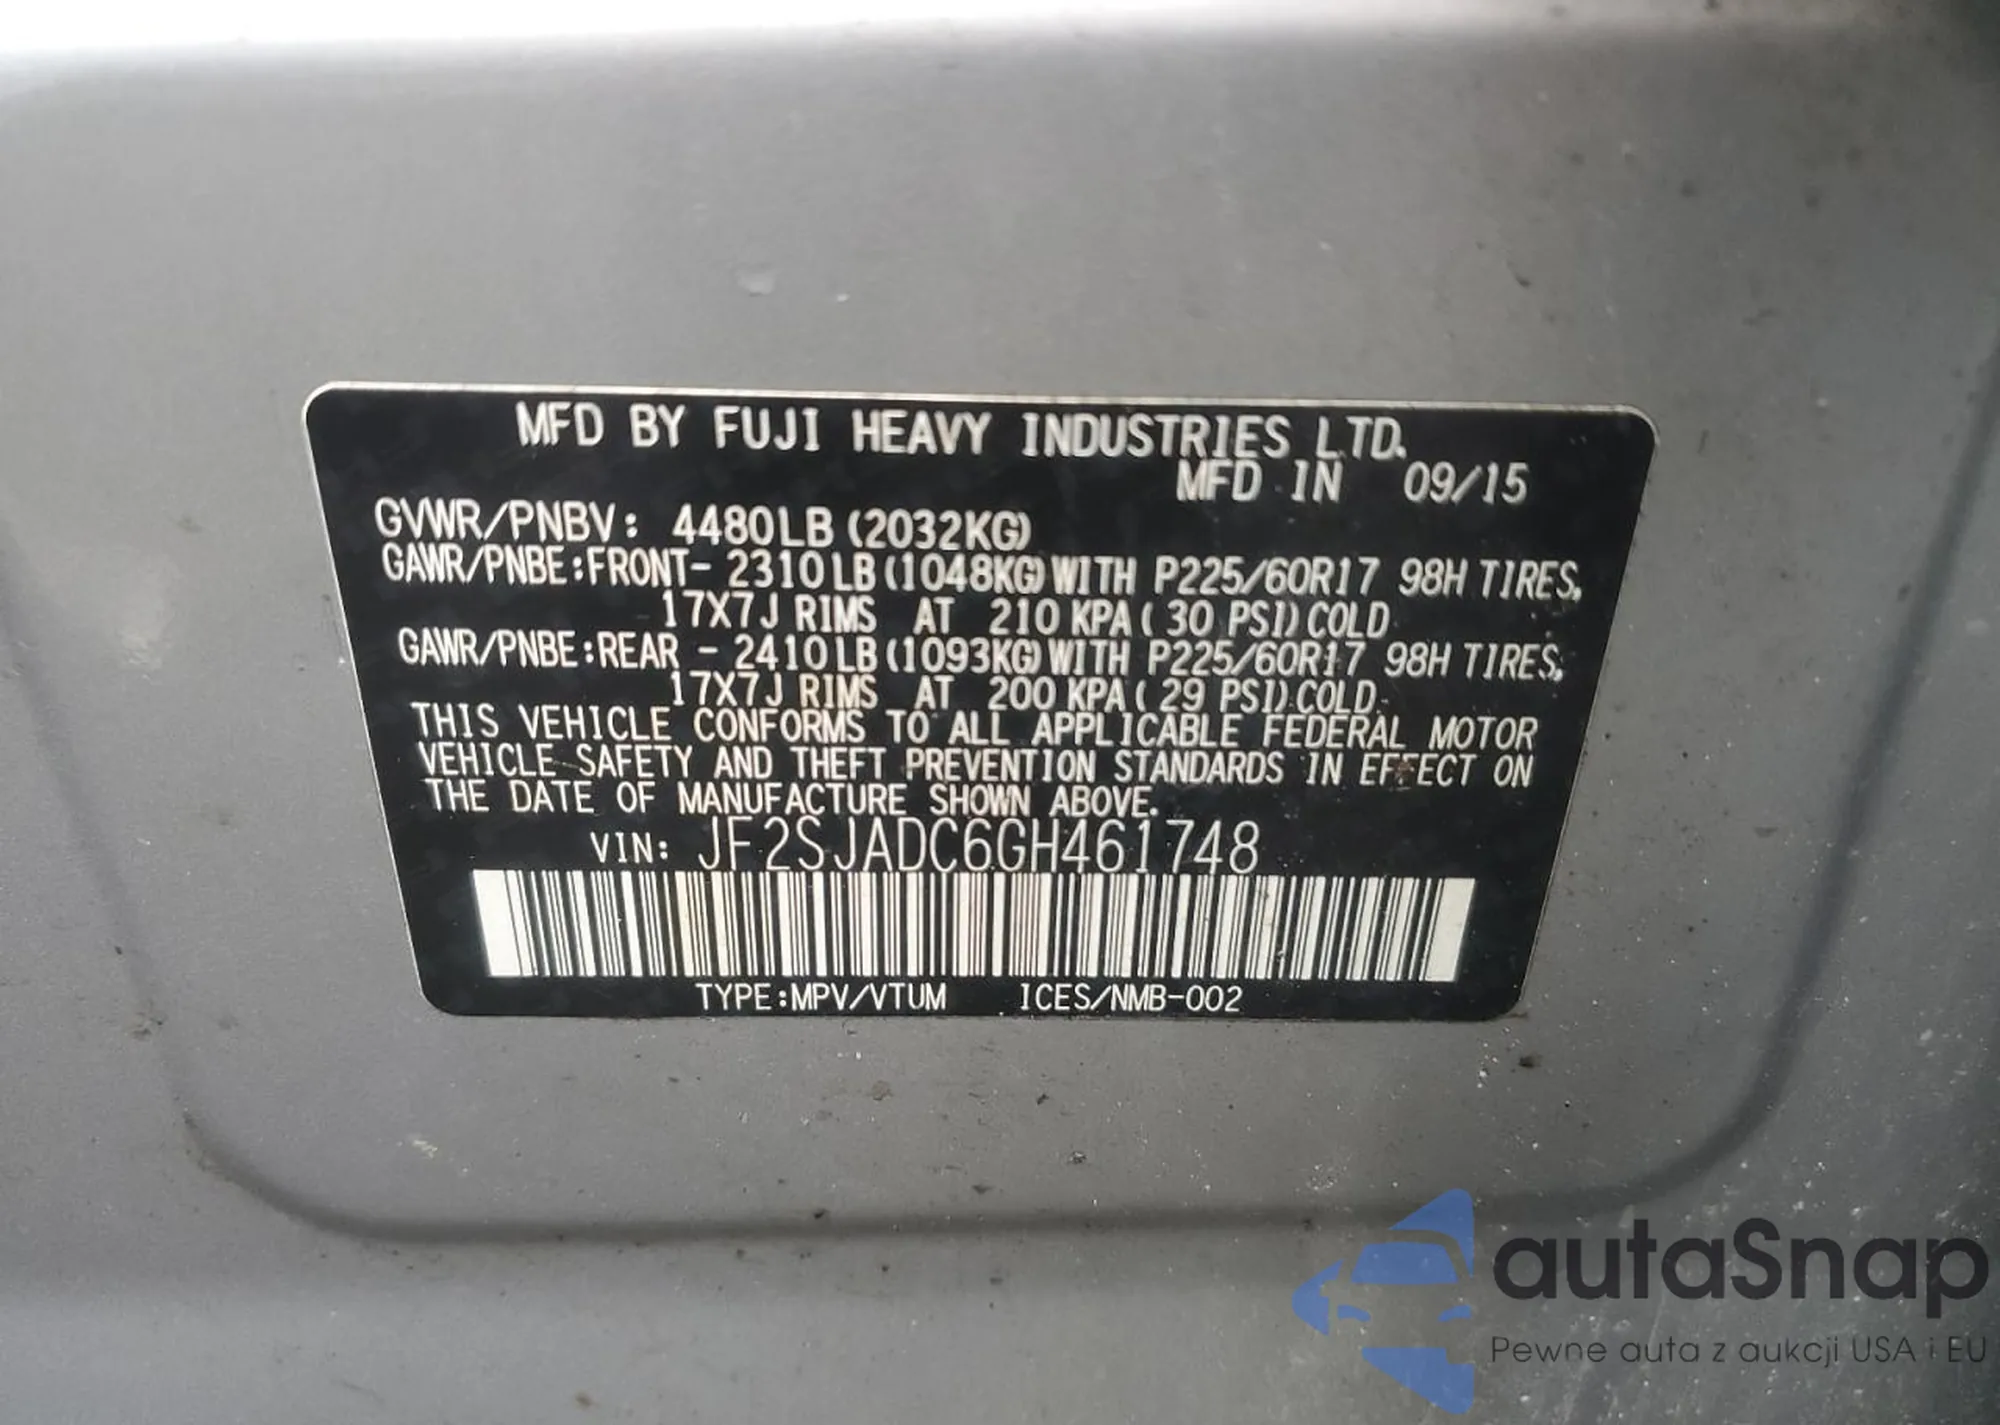 MFD BY FUJI HEAVY INDUSTRIES LTD.
MFD IN 09/15
GVWR/PNBV: 4480LB (2032KG)
GAWR/PNBE:FRONT- 2310LB(1048KG)WITH P225/60R17 98H TIRES,
17X7J RIMS AT 210 KPA( 30 PSI)COLD
GAWR/PNBE:REAR - 2410LB(1093KG)WITH P225/60R17 98H TIRES,
17X7J RIMS AT 200 KPA( 29 PSI)COLD
THIS VEHICLE CONFORMS TO ALL APPLICABLE FEDERAL MOTOR
VEHICLE SAFETY AND THEFT PREVENTION STANDARDS IN EFFECT ON
THE DATE OF MANUFACTURE SHOWN ABOVE.
VIN: JF2SJADC6GH461748
TYPE:MPV/VTUM ICES/NMB-002
autaSnap
Pewne auta z aukcji USA i EU